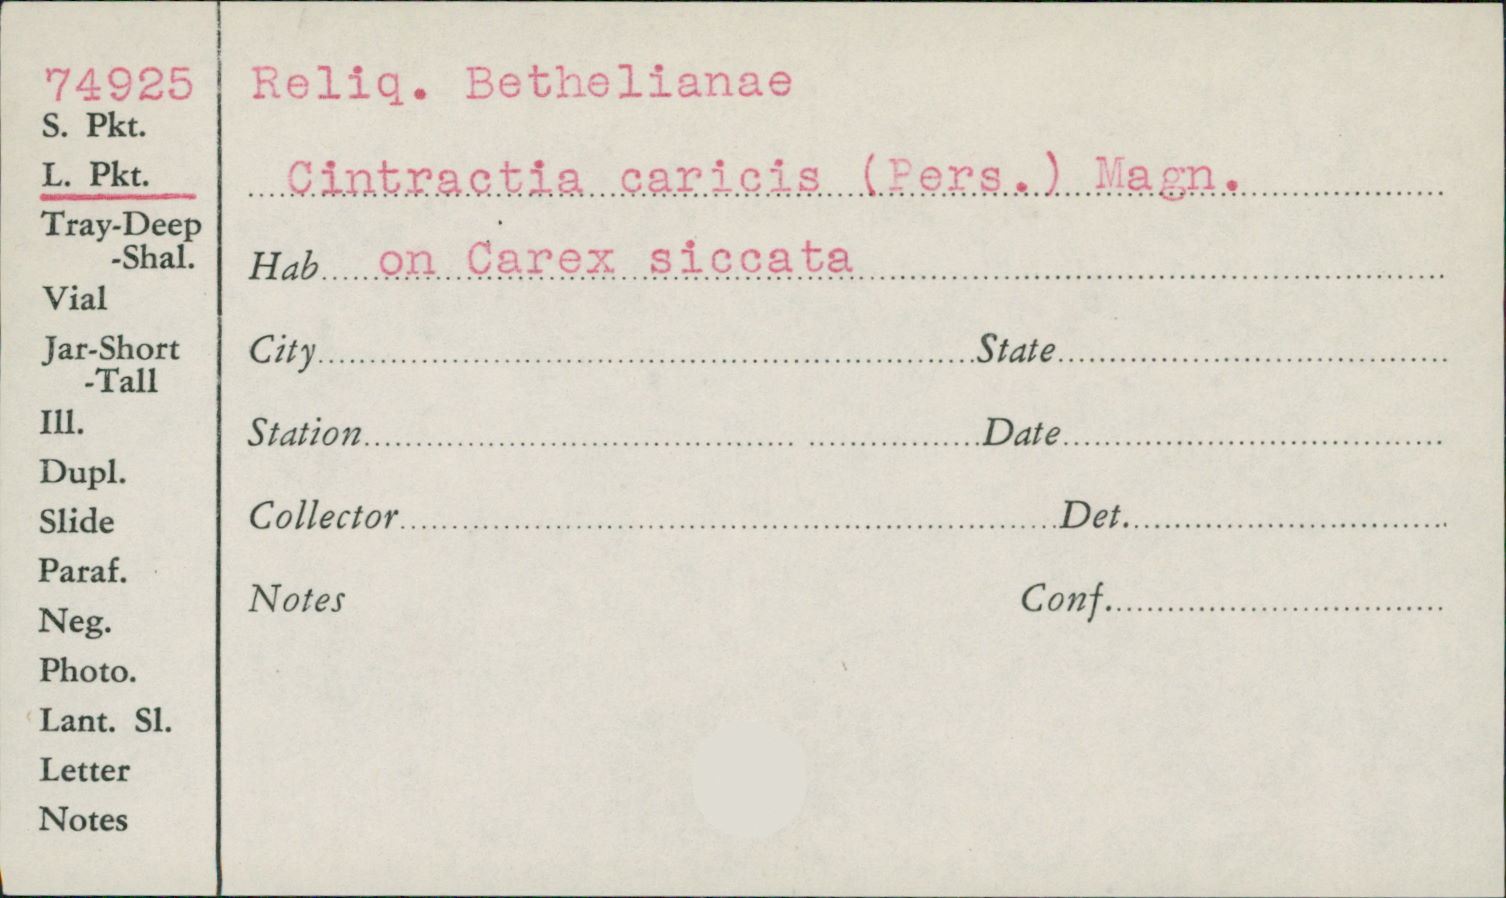 74925
S. Pkt.
L. Pkt.
Tray-Deep
-Shal.
Vial
Jar-Short
-Tall
Ill.
Dupl.
Slide
Paraf.
Neg.
Photo.
Lant. Sl.
Letter
Notes
Reliq. Bethelianae
Cintractia caricis (Pers.) Magn.
Hab on Carex siccata
City State
Station Date
Collector Det.
Notes Conf.